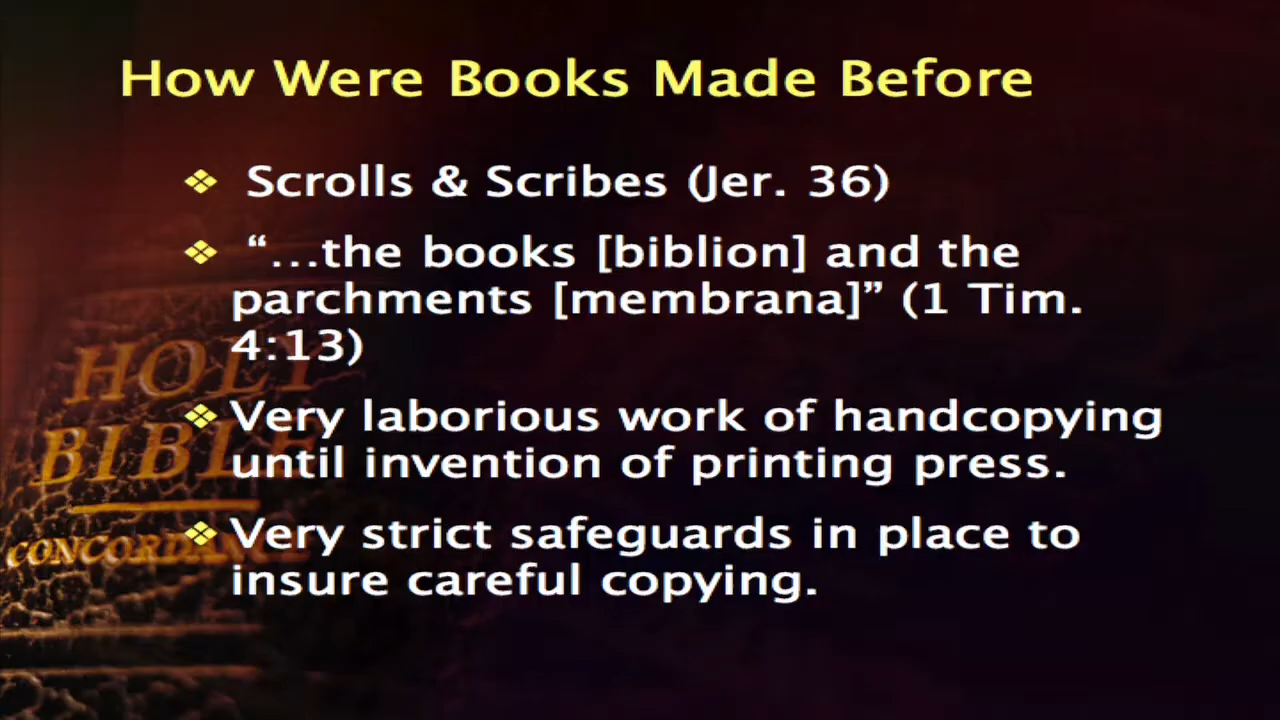 How Were Books Made Before
❖ Scrolls & Scribes (Jer. 36)
❖ “…the books [biblion] and the
parchments [membrana]” (1 Tim.
4:13)
❖ Very laborious work of handcopying
until invention of printing press.
❖ Very strict safeguards in place to
insure careful copying.
HOLY
BIBLE
CONCORDANCE